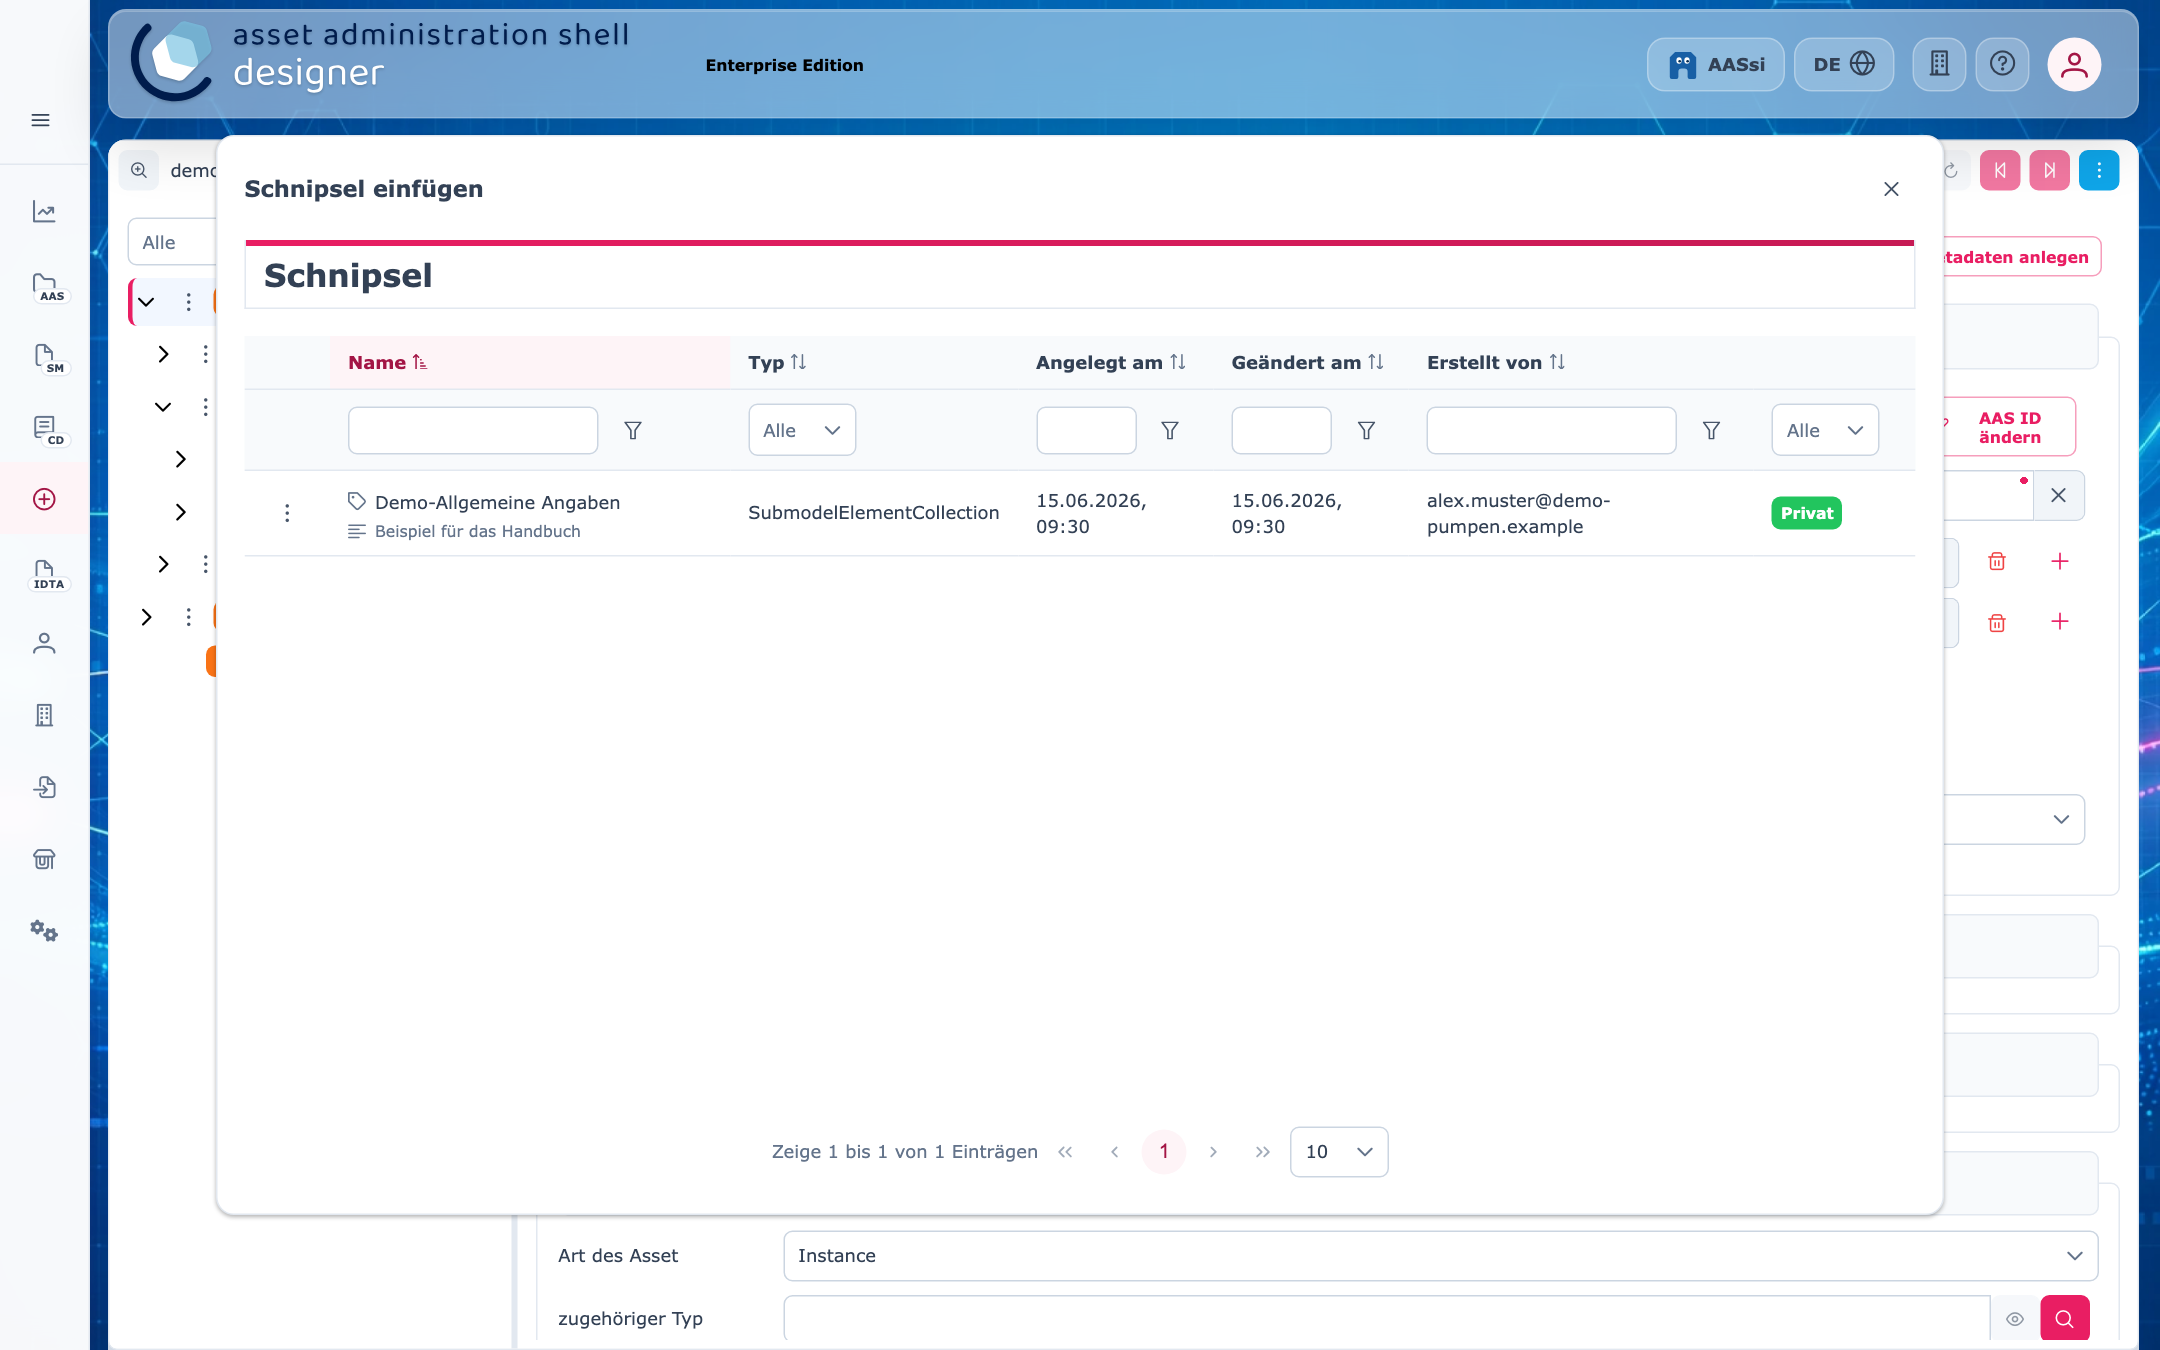 asset administration shell
designer
Enterprise Edition
AASsi
DE
demo
Schnipsel einfügen
Alle
etadaten anlegen
Schnipsel
AAS
Name
Typ
Angelegt am
Geändert am
Erstellt von
SM
Alle
Alle
AAS ID
ändern
CD
Demo-Allgemeine Angaben
Beispiel für das Handbuch
SubmodelElementCollection
15.06.2026,
09:30
15.06.2026,
09:30
alex.muster@demo-
pumpen.example
Privat
IDTA
Zeige 1 bis 1 von 1 Einträgen
1
10
Art des Asset
Instance
zugehöriger Typ